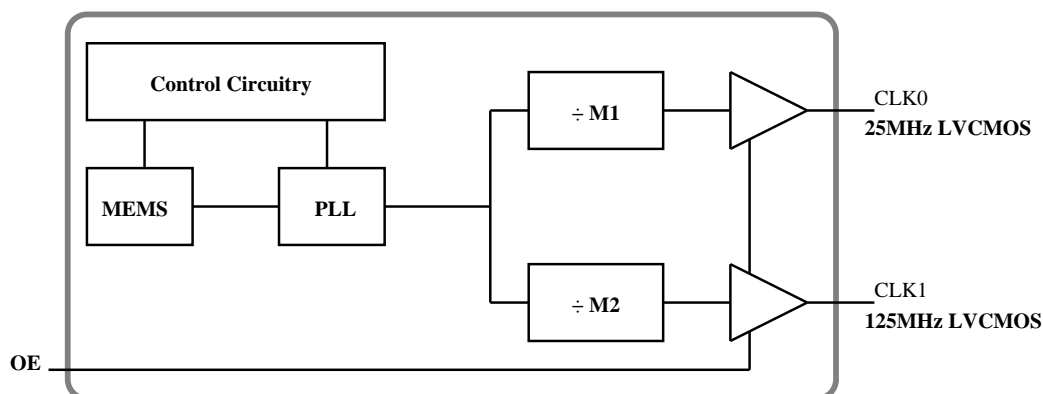 Control Circuitry
÷ M1
CLK0
25MHz LVCMOS
MEMS
PLL
÷ M2
CLK1
125MHz LVCMOS
OE